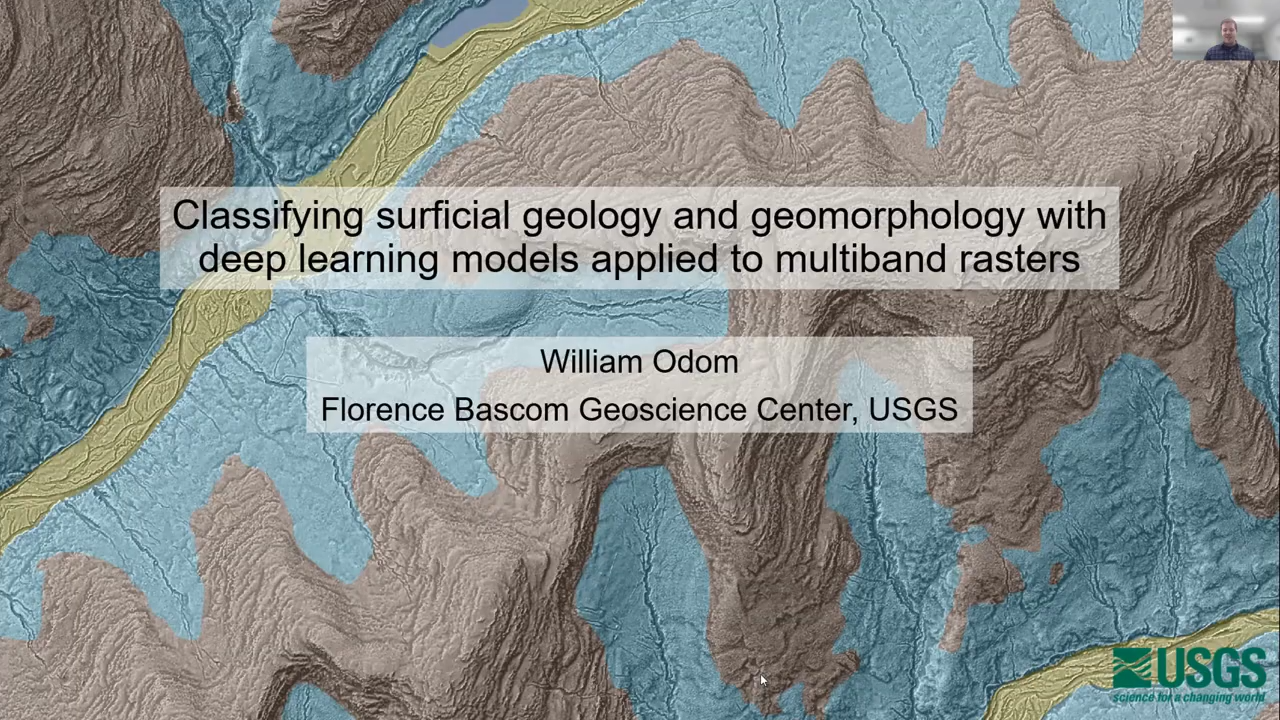 Classifying surficial geology and geomorphology with
deep learning models applied to multiband rasters
William Odom
Florence Bascom Geoscience Center, USGS
USGS
science for a changing world